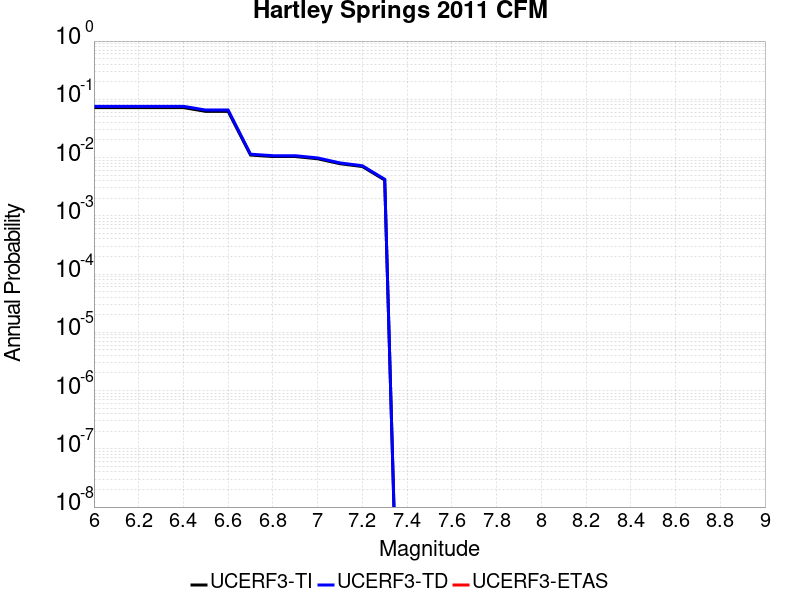 Hartley Springs 2011 CFM
Annual Probability
10^0
10^-1
10^-2
10^-3
10^-4
10^-5
10^-6
10^-7
10^-8
6 6.2 6.4 6.6 6.8 7 7.2 7.4 7.6 7.8 8 8.2 8.4 8.6 8.8 9
Magnitude
UCERF3-TI UCERF3-TD UCERF3-ETAS